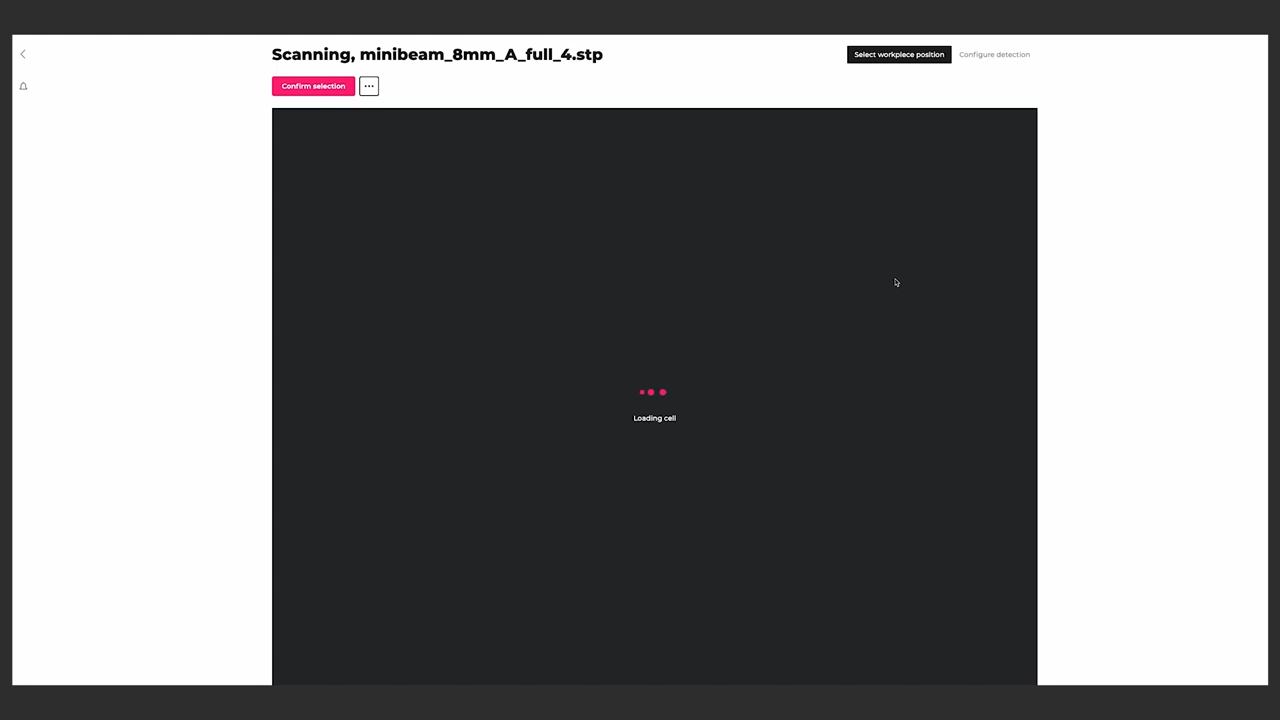 Scanning, minibeam_8mm_A_full_4.stp
Select workpiece position
Configure detection
Confirm selection
Loading cell